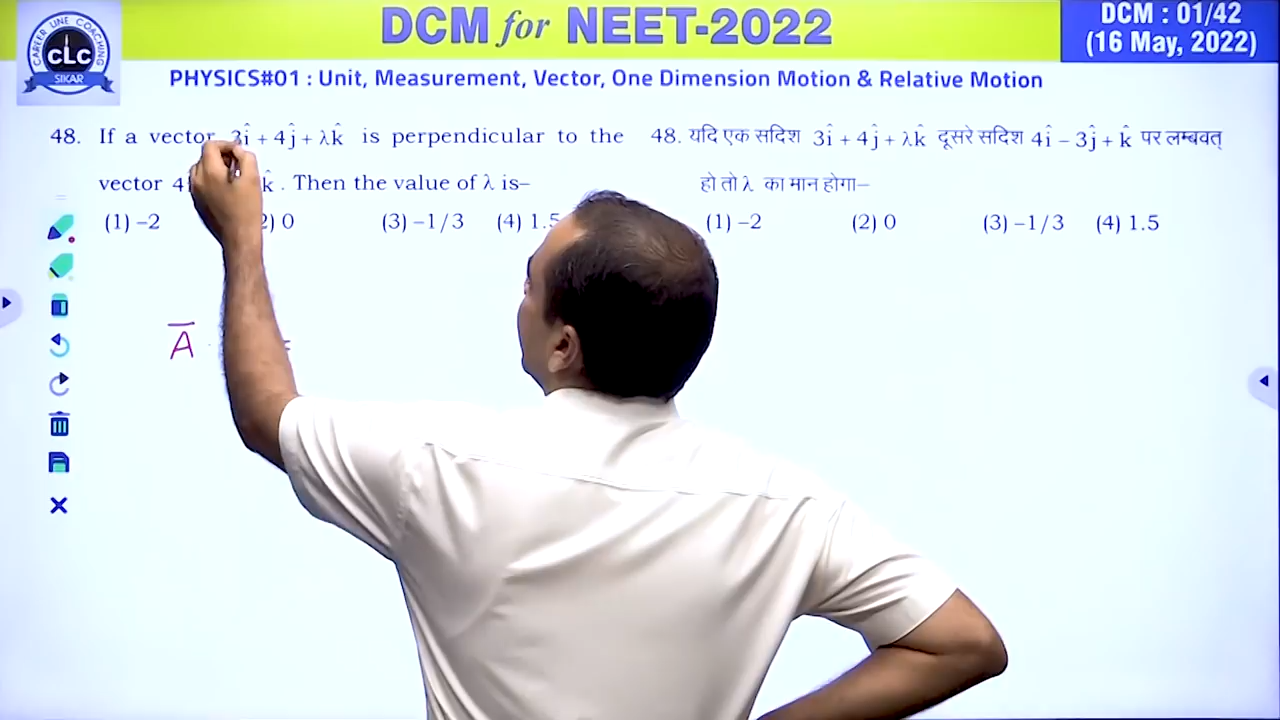 CAREER LINE COACHING
CLC
SIKAR
DCM for NEET-2022
DCM : 01/42
(16 May, 2022)
PHYSICS#01 : Unit, Measurement, Vector, One Dimension Motion & Relative Motion
48. If a vector 3î + 4ĵ + λk̂ is perpendicular to the
vector 4 k̂ . Then the value of λ is–
(1) –2 2) 0 (3) –1/3 (4) 1.5
48. यदि एक सदिश 3î + 4ĵ + λk̂ दूसरे सदिश 4î – 3ĵ + k̂ पर लम्बवत्
हो तो λ का मान होगा–
(1) –2 (2) 0 (3) –1/3 (4) 1.5
A̅ =